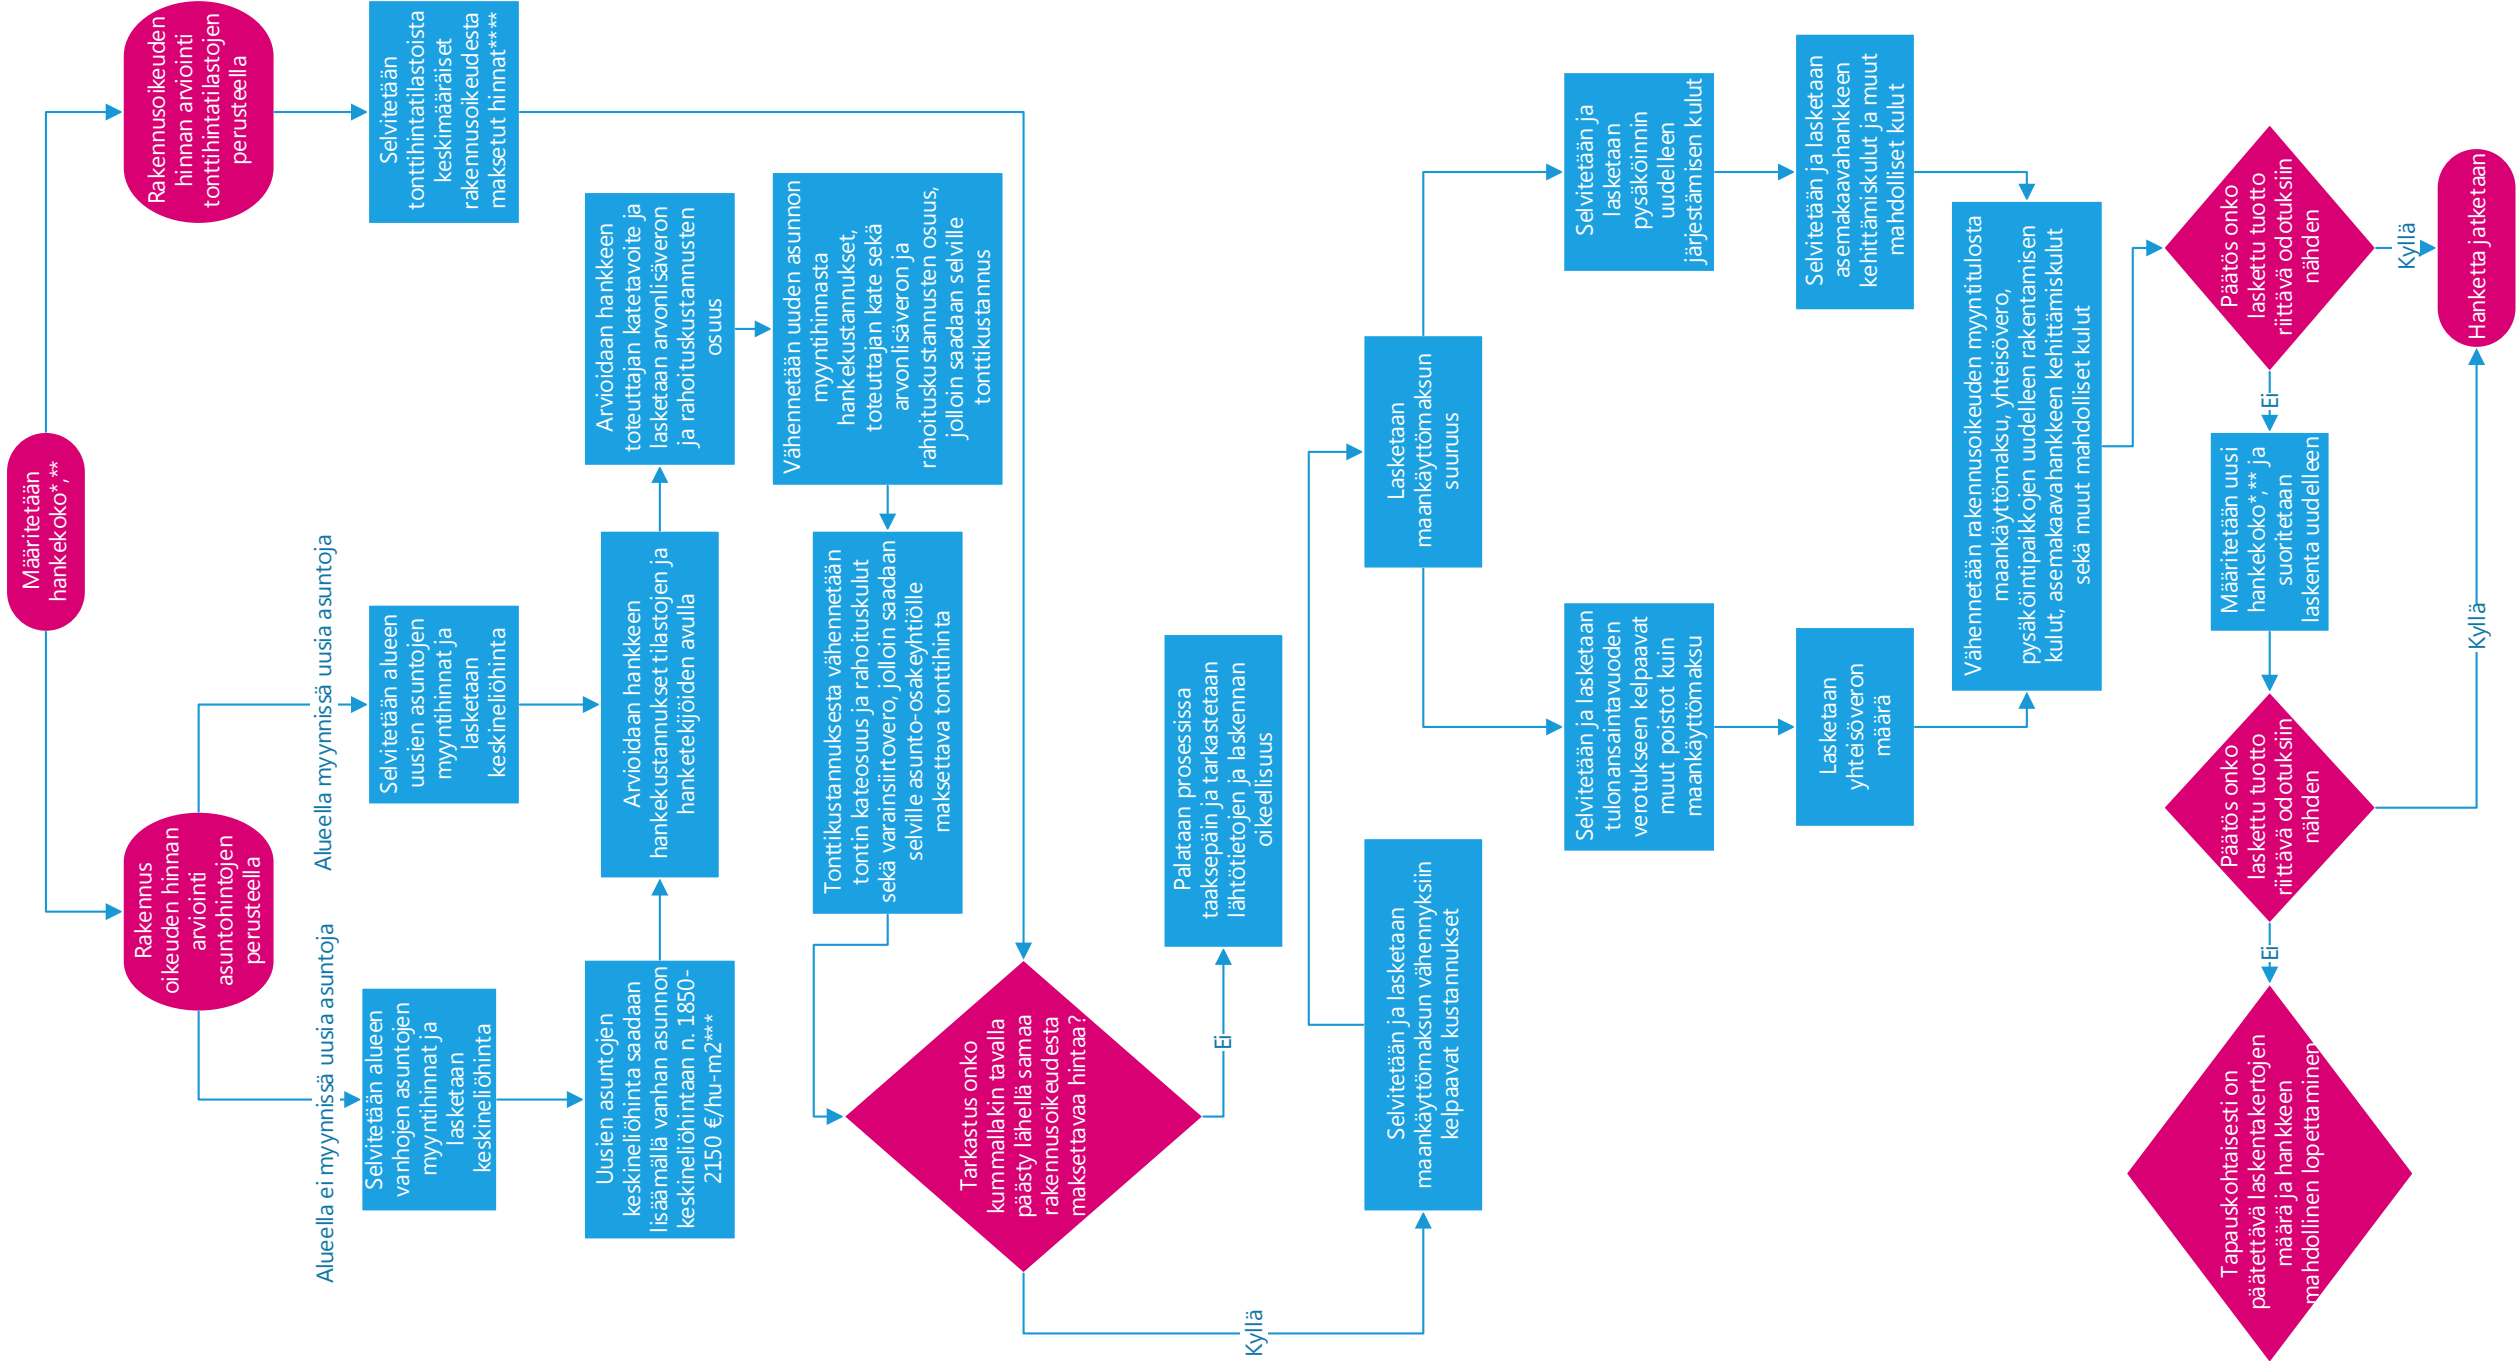 Määritetään
hankekoko*,**
Rakennus
oikeuden hinnan
arviointi
asuntohintojen
perusteella
Rakennusoikeuden
hinnan arviointi
tonttihintatilastojen
perusteella
Alueella ei myynnissä uusia asuntoja
Alueella myynnissä uusia asuntoja
Selvitetään alueen
vanhojen asuntojen
myyntihinnat ja
lasketaan
keskineliöhinta
Selvitetään alueen
uusien asuntojen
myyntihinnat ja
lasketaan
keskineliöhinta
Selvitetään
tonttihintatilastoista
keskimääräiset
rakennusoikeudesta
maksetut hinnat****
Uusien asuntojen
keskineliöhinta saadaan
lisäämällä vanhan asunnon
keskineliöhintaan n. 1850-
2150 €/hu-m2***
Arvioidaan hankkeen
hankekustannukset tilastojen ja
hanketekijöiden avulla
Arvioidaan hankkeen
toteuttajan katetavoite ja
lasketaan arvonlisäveron
ja rahoituskustannusten
osuus
Vähennetään uuden asunnon
myyntihinnasta
hankekustannukset,
toteuttajan kate sekä
arvonlisäveron ja
rahoituskustannusten osuus,
jolloin saadaan selville
tonttikustannus
Tonttikustannuksesta vähennetään
tontin kateosuus ja rahoituskulut
sekä varainsiirtovero, jolloin saadaan
selville asunto-osakeyhtiölle
maksettava tonttihinta
Tarkastus onko
kummallakin tavalla
päästy lähellä samaa
rakennusoikeudesta
maksettavaa hintaa?
Ei
Kyllä
Palataan prosessissa
taaksepäin ja tarkastetaan
lähtötietojen ja laskennan
oikeellisuus
Selvitetään ja lasketaan
maankäyttömaksun vähennyksiin
kelpaavat kustannukset
Lasketaan
maankäyttömaksun
suuruus
Selvitetään ja lasketaan
tulonansaintavuoden
verotukseen kelpaavat
muut poistot kuin
maankäyttömaksu
Selvitetään ja
lasketaan
pysäköinnin
uudelleen
järjestämisen kulut
Lasketaan
yhteisöveron
määrä
Selvitetään ja lasketaan
asemakaavahankkeen
kehittämiskulut ja muut
mahdolliset kulut
Vähennetään rakennusoikeuden myyntitulosta
maankäyttömaksu, yhteisövero,
pysäköintipaikkojen uudelleen rakentamisen
kulut, asemakaavahankkeen kehittämiskulut
sekä muut mahdolliset kulut
Päätös onko
laskettu tuotto
riittävä odotuksiin
nähden
Kyllä
Ei
Hanketta jatketaan
Määritetään uusi
hankekoko*,** ja
suoritetaan
laskenta uudelleen
Päätös onko
laskettu tuotto
riittävä odotuksiin
nähden
Kyllä
Ei
Tapauskohtaisesti on
päätettävä laskentakertojen
määrä ja hankkeen
mahdollinen lopettaminen